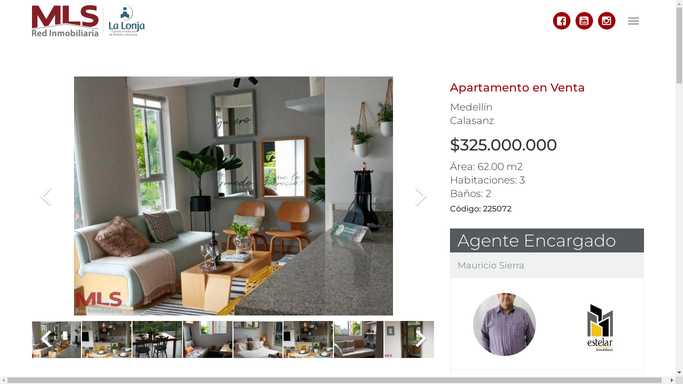 MLS
Red Inmobiliaria
La Lonja
Apartamento en Venta
Medellín
Calasanz
$325.000.000
Área: 62.00 m2
Habitaciones: 3
Baños: 2
Código: 225072
Agente Encargado
Mauricio Sierra
MLS
estelar